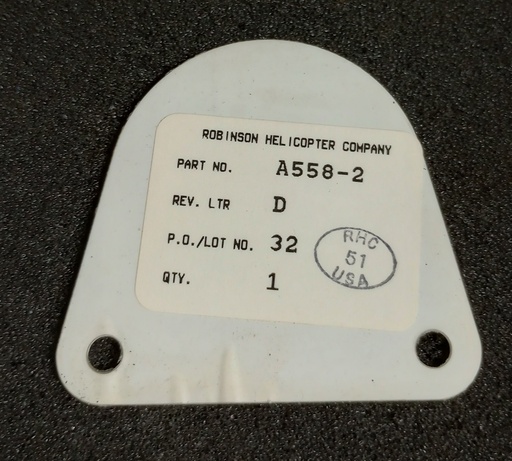 ROBINSON HELICOPTER COMPANY
PART NO. A558-2
REV. LTR D
P.O./LOT NO. 32
QTY. 1
RHC
51
USA